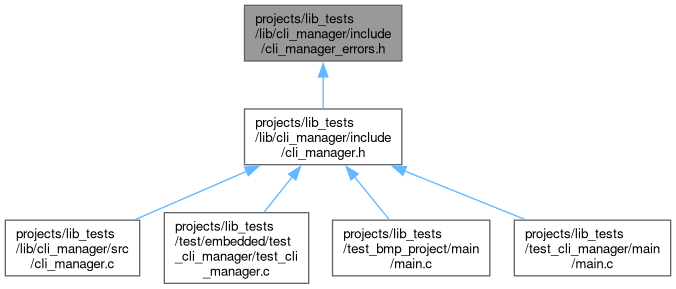 projects/lib_tests
/lib/cli_manager/include
/cli_manager_errors.h
projects/lib_tests
/lib/cli_manager/include
/cli_manager.h
projects/lib_tests
/lib/cli_manager/src
/cli_manager.c
projects/lib_tests
/test/embedded/test
_cli_manager/test_cli
_manager.c
projects/lib_tests
/test_bmp_project/main
/main.c
projects/lib_tests
/test_cli_manager/main
/main.c